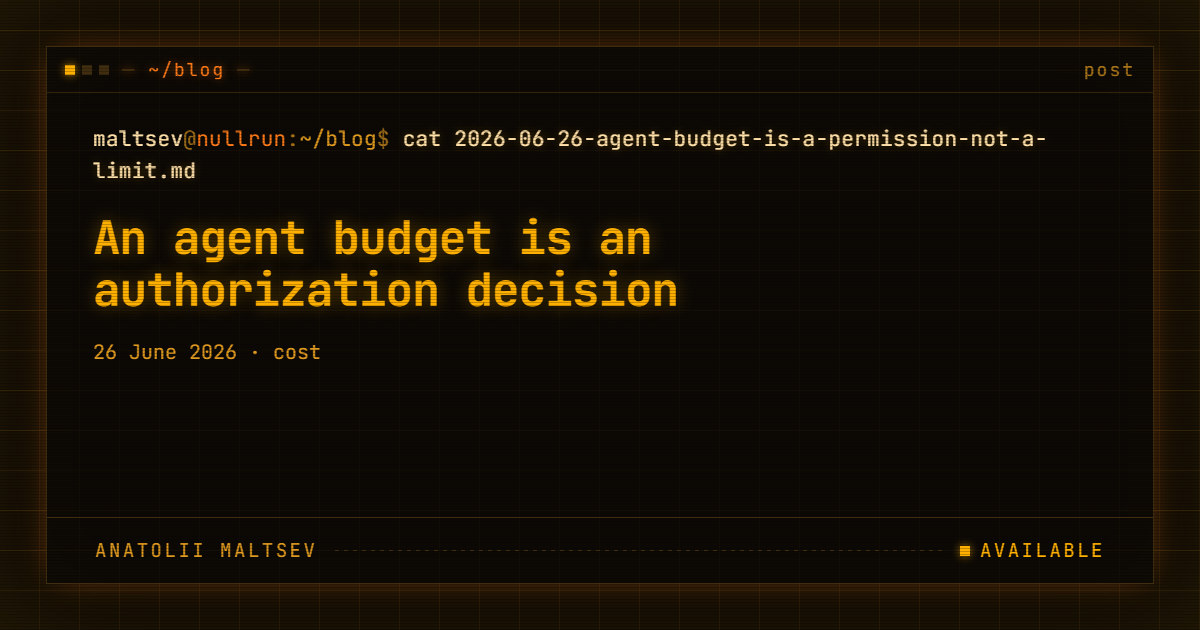 — ~/blog —
post
maltsev@nullrun:~/blog$ cat 2026-06-26-agent-budget-is-a-permission-not-a-
limit.md
An agent budget is an
authorization decision
26 June 2026 · cost
ANATOLII MALTSEV
AVAILABLE